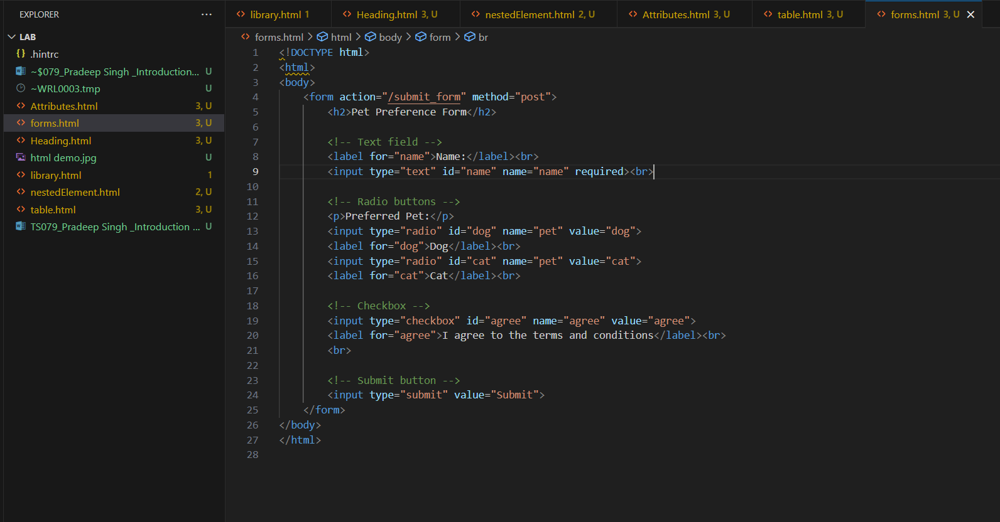 EXPLORER ...
LAB
{} .hintrc
~$079_Pradeep Singh _Introduction... U
~WRL0003.tmp U
Attributes.html 3, U
forms.html 3, U
Heading.html 3, U
html demo.jpg U
library.html 1
nestedElement.html 2, U
table.html 3, U
TS079_Pradeep Singh _Introduction ... U
library.html 1 Heading.html 3, U nestedElement.html 2, U Attributes.html 3, U table.html 3, U forms.html 3, U
forms.html > html > body > form > br
1 <!DOCTYPE html>
2 <html>
3 <body>
4 <form action="/submit_form" method="post">
5 <h2>Pet Preference Form</h2>
6
7 <!-- Text field -->
8 <label for="name">Name:</label><br>
9 <input type="text" id="name" name="name" required><br>
10
11 <!-- Radio buttons -->
12 <p>Preferred Pet:</p>
13 <input type="radio" id="dog" name="pet" value="dog">
14 <label for="dog">Dog</label><br>
15 <input type="radio" id="cat" name="pet" value="cat">
16 <label for="cat">Cat</label><br>
17
18 <!-- Checkbox -->
19 <input type="checkbox" id="agree" name="agree" value="agree">
20 <label for="agree">I agree to the terms and conditions</label><br>
21 <br>
22
23 <!-- Submit button -->
24 <input type="submit" value="Submit">
25 </form>
26 </body>
27 </html>
28